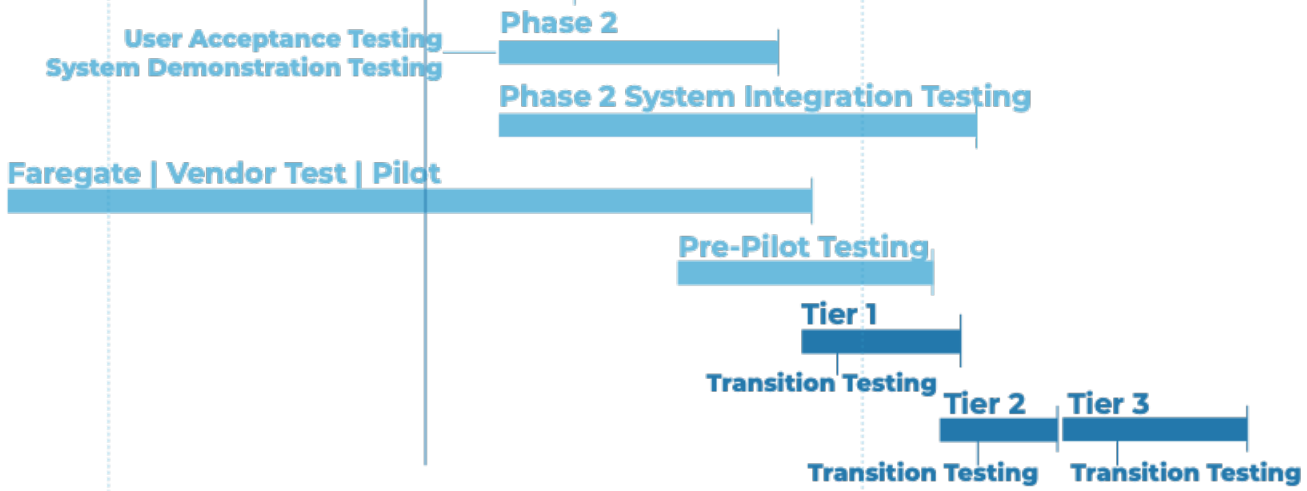 Phase 2
User Acceptance Testing
System Demonstration Testing
Phase 2 System Integration Testing
Faregate | Vendor Test | Pilot
Pre-Pilot Testing
Tier 1
Transition Testing
Tier 2
Tier 3
Transition Testing
Transition Testing